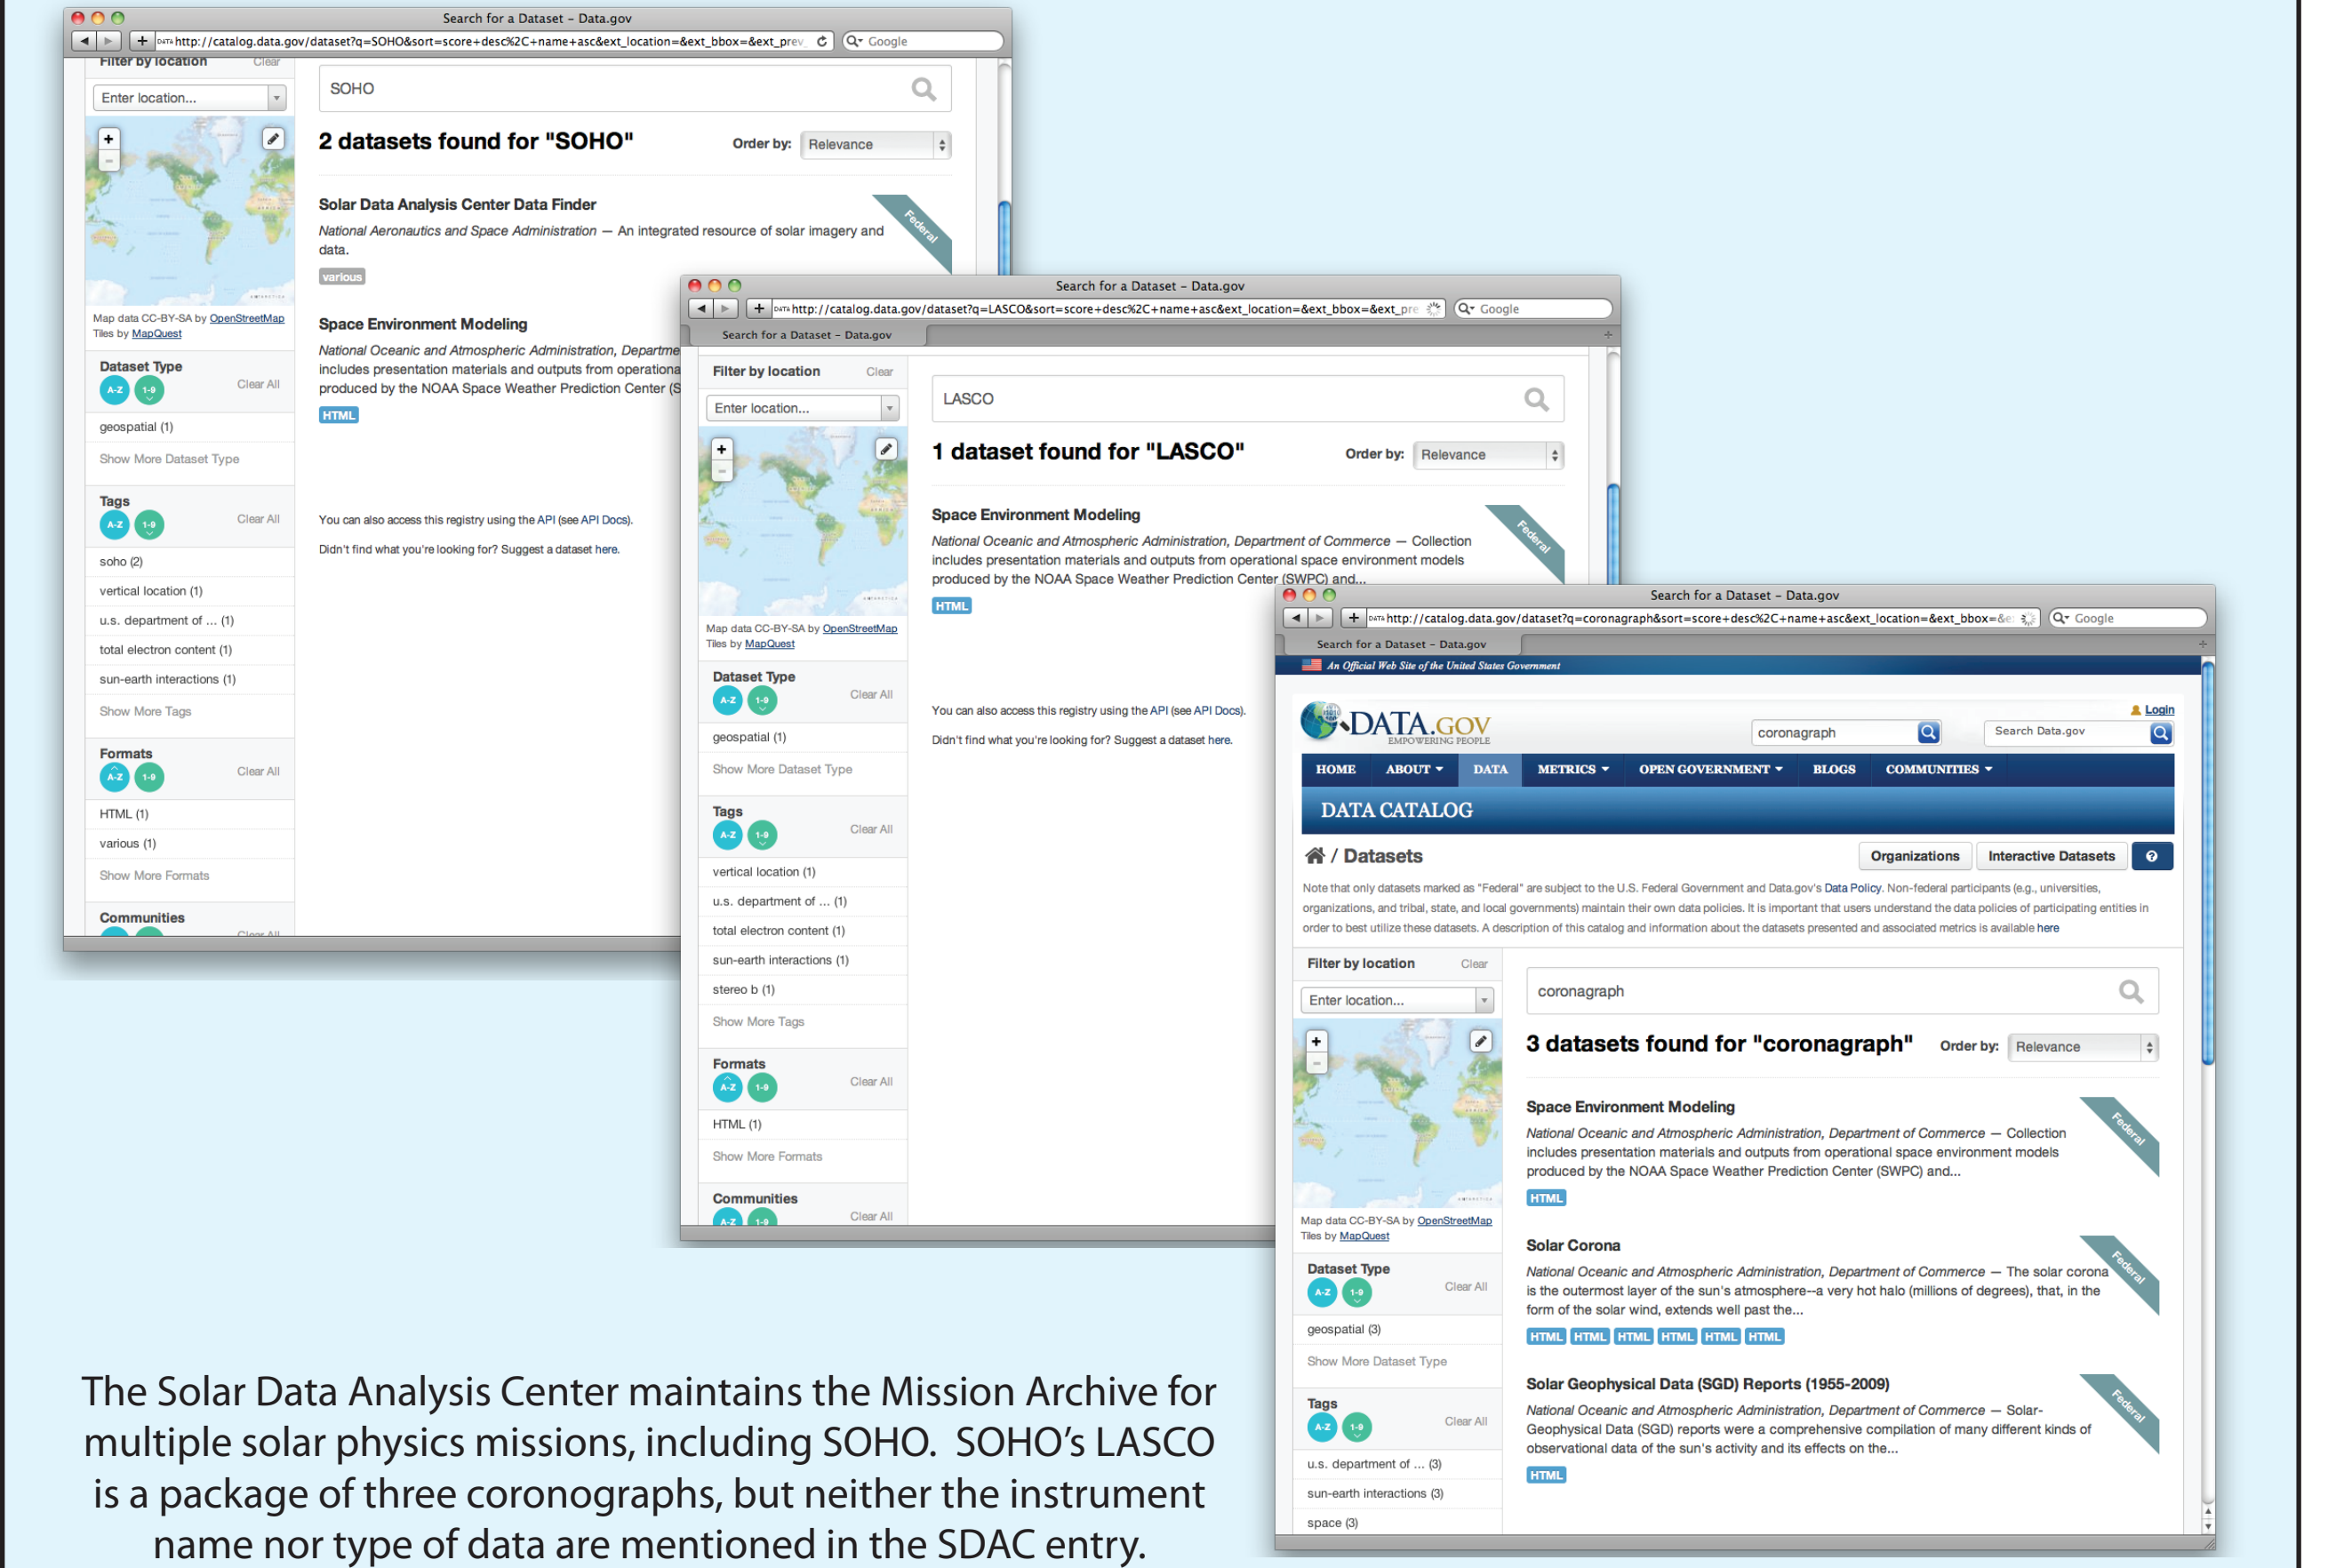 Search for a Dataset – Data.gov
http://catalog.data.gov/dataset?q=SOHO&sort=score+desc%2C+name+asc&ext_location=&ext_bbox=&ext_prev
Google
Filter by location Clear
Enter location...
SOHO
2 datasets found for "SOHO"
Order by: Relevance
Solar Data Analysis Center Data Finder
National Aeronautics and Space Administration — An integrated resource of solar imagery and
data.
various
Federal
Space Environment Modeling
National Oceanic and Atmospheric Administration, Departme
includes presentation materials and outputs from operationa
produced by the NOAA Space Weather Prediction Center (S
HTML
You can also access this registry using the API (see API Docs).
Didn't find what you're looking for? Suggest a dataset here.
Map data CC-BY-SA by OpenStreetMap
Tiles by MapQuest
Dataset Type
A-Z 1-9 Clear All
geospatial (1)
Show More Dataset Type
Tags
A-Z 1-9 Clear All
soho (2)
vertical location (1)
u.s. department of ... (1)
total electron content (1)
sun-earth interactions (1)
Show More Tags
Formats
A-Z 1-9 Clear All
HTML (1)
various (1)
Show More Formats
Communities
Clear All
Search for a Dataset – Data.gov
http://catalog.data.gov/dataset?q=LASCO&sort=score+desc%2C+name+asc&ext_location=&ext_bbox=&ext_pre
Google
Search for a Dataset – Data.gov
Filter by location Clear
Enter location...
LASCO
1 dataset found for "LASCO"
Order by: Relevance
Space Environment Modeling
National Oceanic and Atmospheric Administration, Department of Commerce — Collection
includes presentation materials and outputs from operational space environment models
produced by the NOAA Space Weather Prediction Center (SWPC) and...
HTML
Federal
You can also access this registry using the API (see API Docs).
Didn't find what you're looking for? Suggest a dataset here.
Map data CC-BY-SA by OpenStreetMap
Tiles by MapQuest
Dataset Type
A-Z 1-9 Clear All
geospatial (1)
Show More Dataset Type
Tags
A-Z 1-9 Clear All
vertical location (1)
u.s. department of ... (1)
total electron content (1)
sun-earth interactions (1)
stereo b (1)
Show More Tags
Formats
A-Z 1-9 Clear All
HTML (1)
Show More Formats
Communities
A-Z 1-9 Clear All
Search for a Dataset – Data.gov
http://catalog.data.gov/dataset?q=coronagraph&sort=score+desc%2C+name+asc&ext_location=&ext_bbox=&e
Google
Search for a Dataset – Data.gov
An Official Web Site of the United States Government
Login
DATA.GOV
EMPOWERING PEOPLE
coronagraph
Search Data.gov
HOME ABOUT DATA METRICS OPEN GOVERNMENT BLOGS COMMUNITIES
DATA CATALOG
/ Datasets
Organizations Interactive Datasets ?
Note that only datasets marked as "Federal" are subject to the U.S. Federal Government and Data.gov's Data Policy. Non-federal participants (e.g., universities,
organizations, and tribal, state, and local governments) maintain their own data policies. It is important that users understand the data policies of participating entities in
order to best utilize these datasets. A description of this catalog and information about the datasets presented and associated metrics is available here
Filter by location Clear
Enter location...
coronagraph
3 datasets found for "coronagraph"
Order by: Relevance
Space Environment Modeling
National Oceanic and Atmospheric Administration, Department of Commerce — Collection
includes presentation materials and outputs from operational space environment models
produced by the NOAA Space Weather Prediction Center (SWPC) and...
HTML
Federal
Solar Corona
National Oceanic and Atmospheric Administration, Department of Commerce — The solar corona
is the outermost layer of the sun's atmosphere--a very hot halo (millions of degrees), that, in the
form of the solar wind, extends well past the...
HTML HTML HTML HTML HTML HTML
Federal
Solar Geophysical Data (SGD) Reports (1955-2009)
National Oceanic and Atmospheric Administration, Department of Commerce — Solar-
Geophysical Data (SGD) reports were a comprehensive compilation of many different kinds of
observational data of the sun's activity and its effects on the...
HTML
Federal
Map data CC-BY-SA by OpenStreetMap
Tiles by MapQuest
Dataset Type
A-Z 1-9 Clear All
geospatial (3)
Show More Dataset Type
Tags
A-Z 1-9 Clear All
u.s. department of ... (3)
sun-earth interactions (3)
space (3)
The Solar Data Analysis Center maintains the Mission Archive for
multiple solar physics missions, including SOHO. SOHO's LASCO
is a package of three coronographs, but neither the instrument
name nor type of data are mentioned in the SDAC entry.